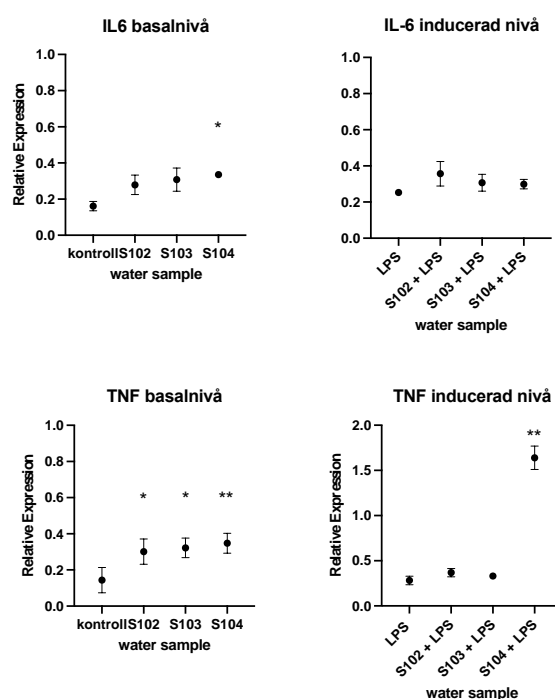 IL6 basalnivå
Relative Expression
1.0
0.8
0.6
0.4
0.2
0.0
*
kontroll S102 S103 S104
water sample
IL-6 inducerad nivå
1.0
0.8
0.6
0.4
0.2
0.0
LPS
S102 + LPS
S103 + LPS
S104 + LPS
water sample
TNF basalnivå
Relative Expression
1.0
0.8
0.6
0.4
0.2
0.0
* * **
kontroll S102 S103 S104
water sample
TNF inducerad nivå
Relative Expression
2.0
1.5
1.0
0.5
0.0
**
LPS
S102 + LPS
S103 + LPS
S104 + LPS
water sample